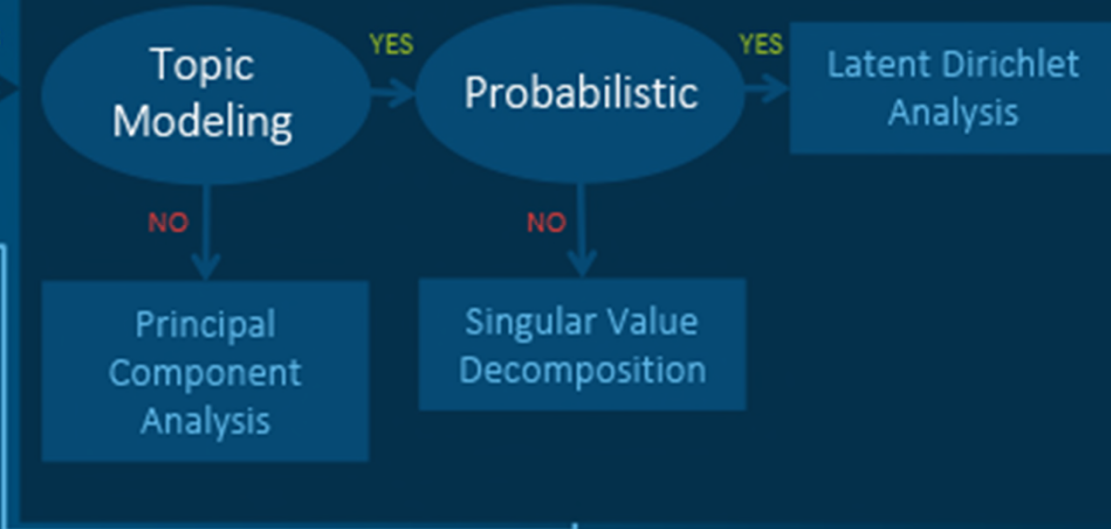 Topic
Modeling
YES
Probabilistic
YES
Latent Dirichlet
Analysis
NO
Principal
Component
Analysis
NO
Singular Value
Decomposition